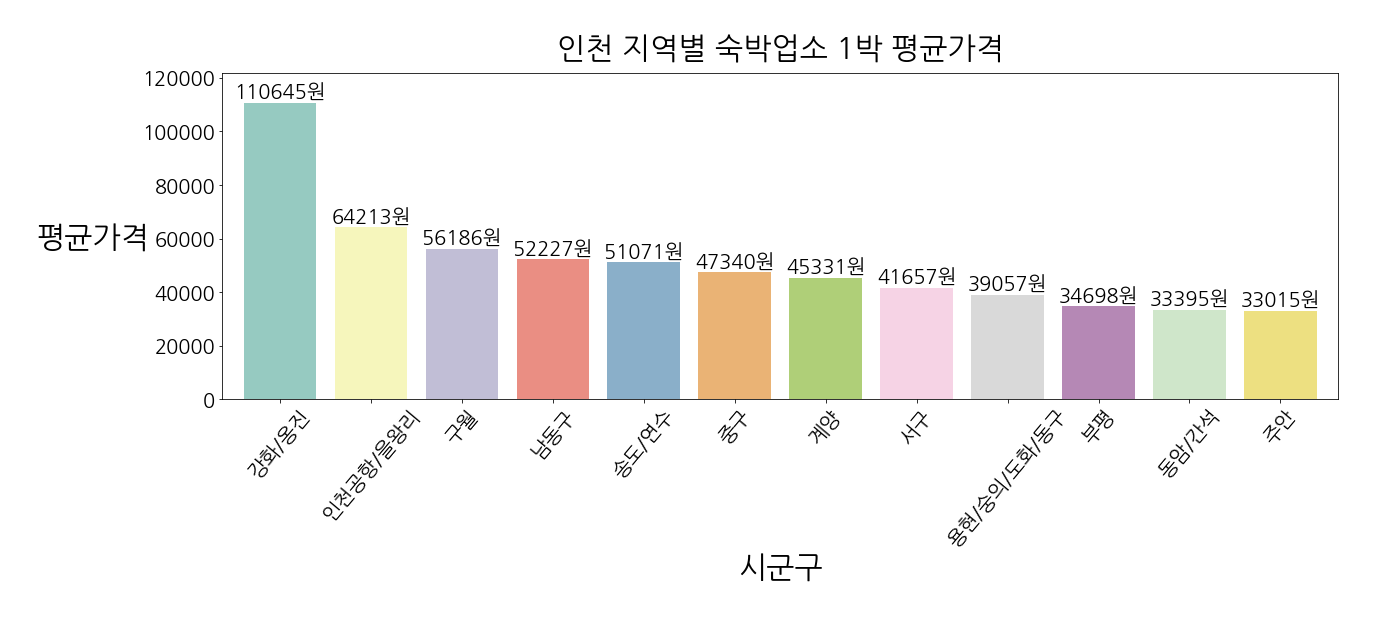 인천 지역별 숙박업소 1박 평균가격
평균가격
120000
100000
80000
60000
40000
20000
0
110645원
64213원
56186원
52227원
51071원
47340원
45331원
41657원
39057원
34698원
33395원
33015원
강화/옹진
인천공항/을왕리
구월
남동구
송도/연수
중구
계양
서구
용현/숭의/도화/동구
부평
동암/간석
주안
시군구